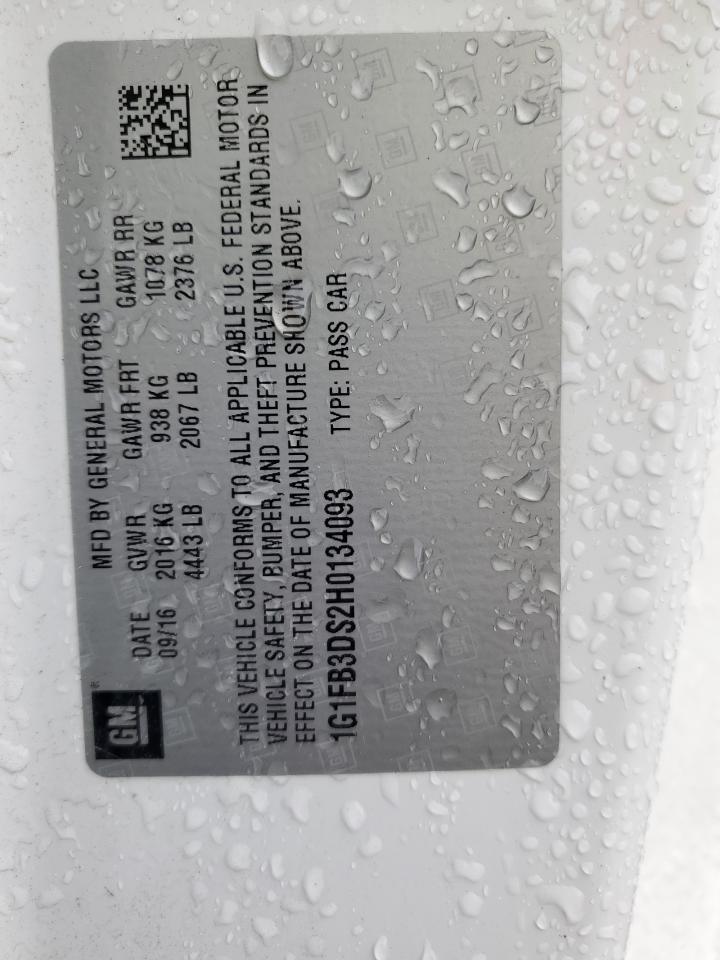 GM
MFD BY GENERAL MOTORS LLC
DATE GVWR GAWR FRT GAWR RR
09/16 2016 KG 938 KG 1078 KG
4443 LB 2067 LB 2376 LB
THIS VEHICLE CONFORMS TO ALL APPLICABLE U.S. FEDERAL MOTOR
VEHICLE SAFETY, BUMPER, AND THEFT PREVENTION STANDARDS IN
EFFECT ON THE DATE OF MANUFACTURE SHOWN ABOVE.
1G1FB3DS2H0134093 TYPE: PASS CAR